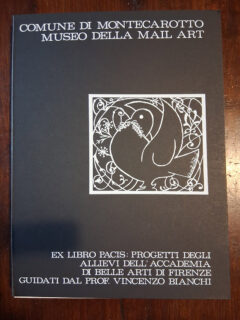 COMUNE DI MONTECAROTTO
MUSEO DELLA MAIL ART
EX LIBRO PACIS: PROGETTI DEGLI
ALLIEVI DELL'ACCADEMIA
DI BELLE ARTI DI FIRENZE
GUIDATI DAL PROF. VINCENZO BIANCHI